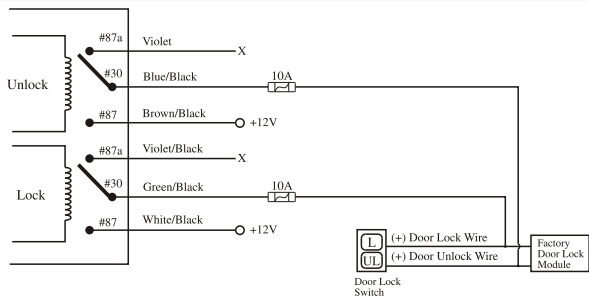 #87a Violet X
#30 Blue/Black 10A
Unlock
#87 Brown/Black +12V
#87a Violet/Black X
#30 Green/Black 10A
Lock
#87 White/Black +12V
L (+) Door Lock Wire
UL (+) Door Unlock Wire
Factory
Door Lock
Module
Door Lock
Switch